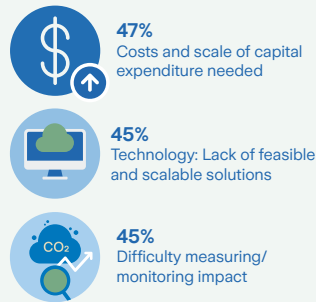 $
47%
Costs and scale of capital
expenditure needed
45%
Technology: Lack of feasible
and scalable solutions
CO₂
45%
Difficulty measuring/
monitoring impact